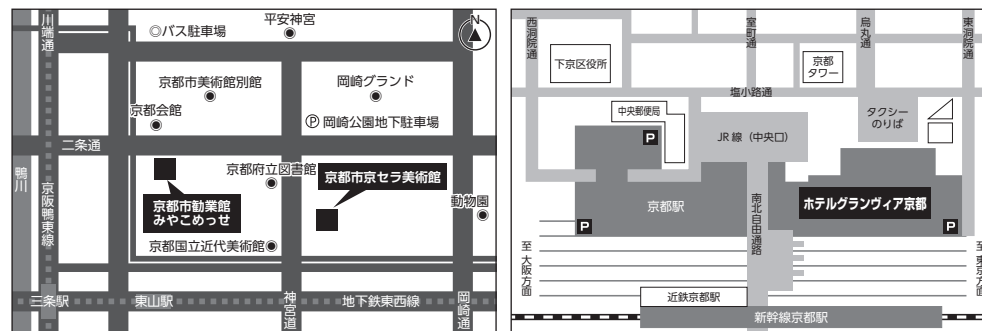 川端通
◎バス駐車場
平安神宮
N
京都市美術館別館
岡崎グランド
京都会館
Ⓟ 岡崎公園地下駐車場
二条通
鴨川
京阪鴨東線
京都市勧業館
みやこめっせ
京都府立図書館
京都市京セラ美術館
動物園
京都国立近代美術館
三条駅
東山駅
神宮道
地下鉄東西線
岡崎通
西洞院通
室町通
烏丸通
東洞院通
下京区役所
京都
タワー
塩小路通
中央郵便局
P
JR線（中央口）
タクシー
のりば
京都駅
南北自由通路
ホテルグランヴィア京都
P
P
至 大阪方面
至 東京方面
近鉄京都駅
新幹線京都駅